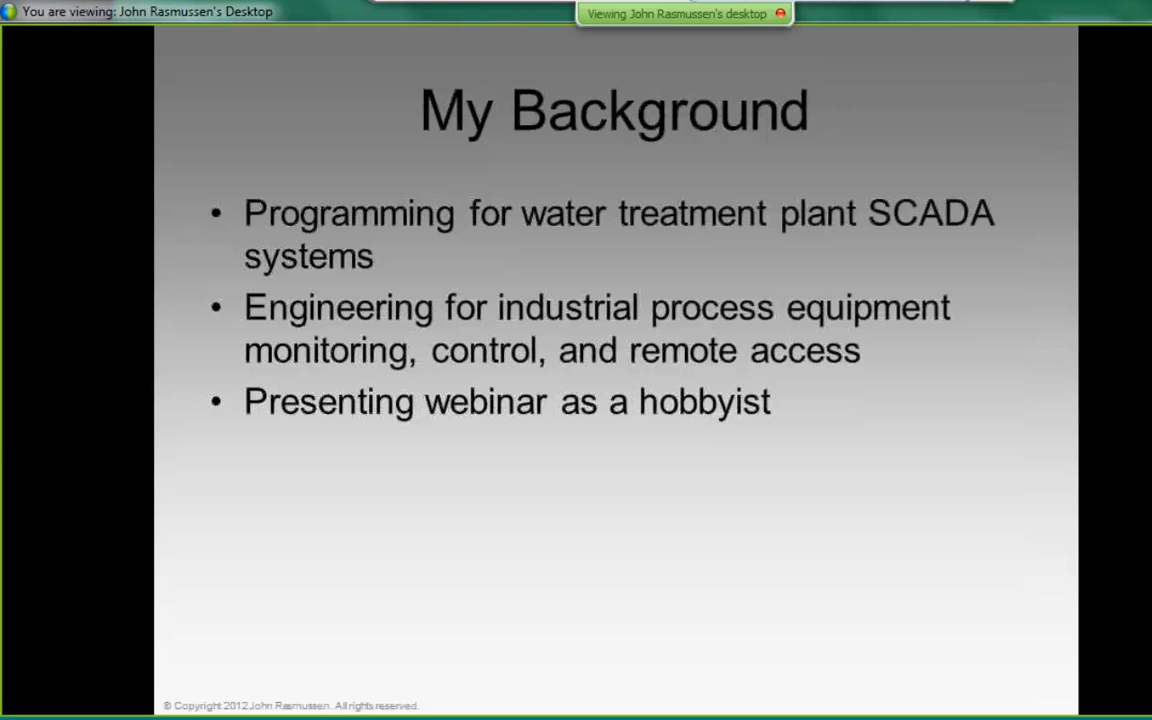 You are viewing: John Rasmussen's Desktop
Viewing John Rasmussen's desktop
My Background
• Programming for water treatment plant SCADA
systems
• Engineering for industrial process equipment
monitoring, control, and remote access
• Presenting webinar as a hobbyist
© Copyright 2012 John Rasmussen. All rights reserved.